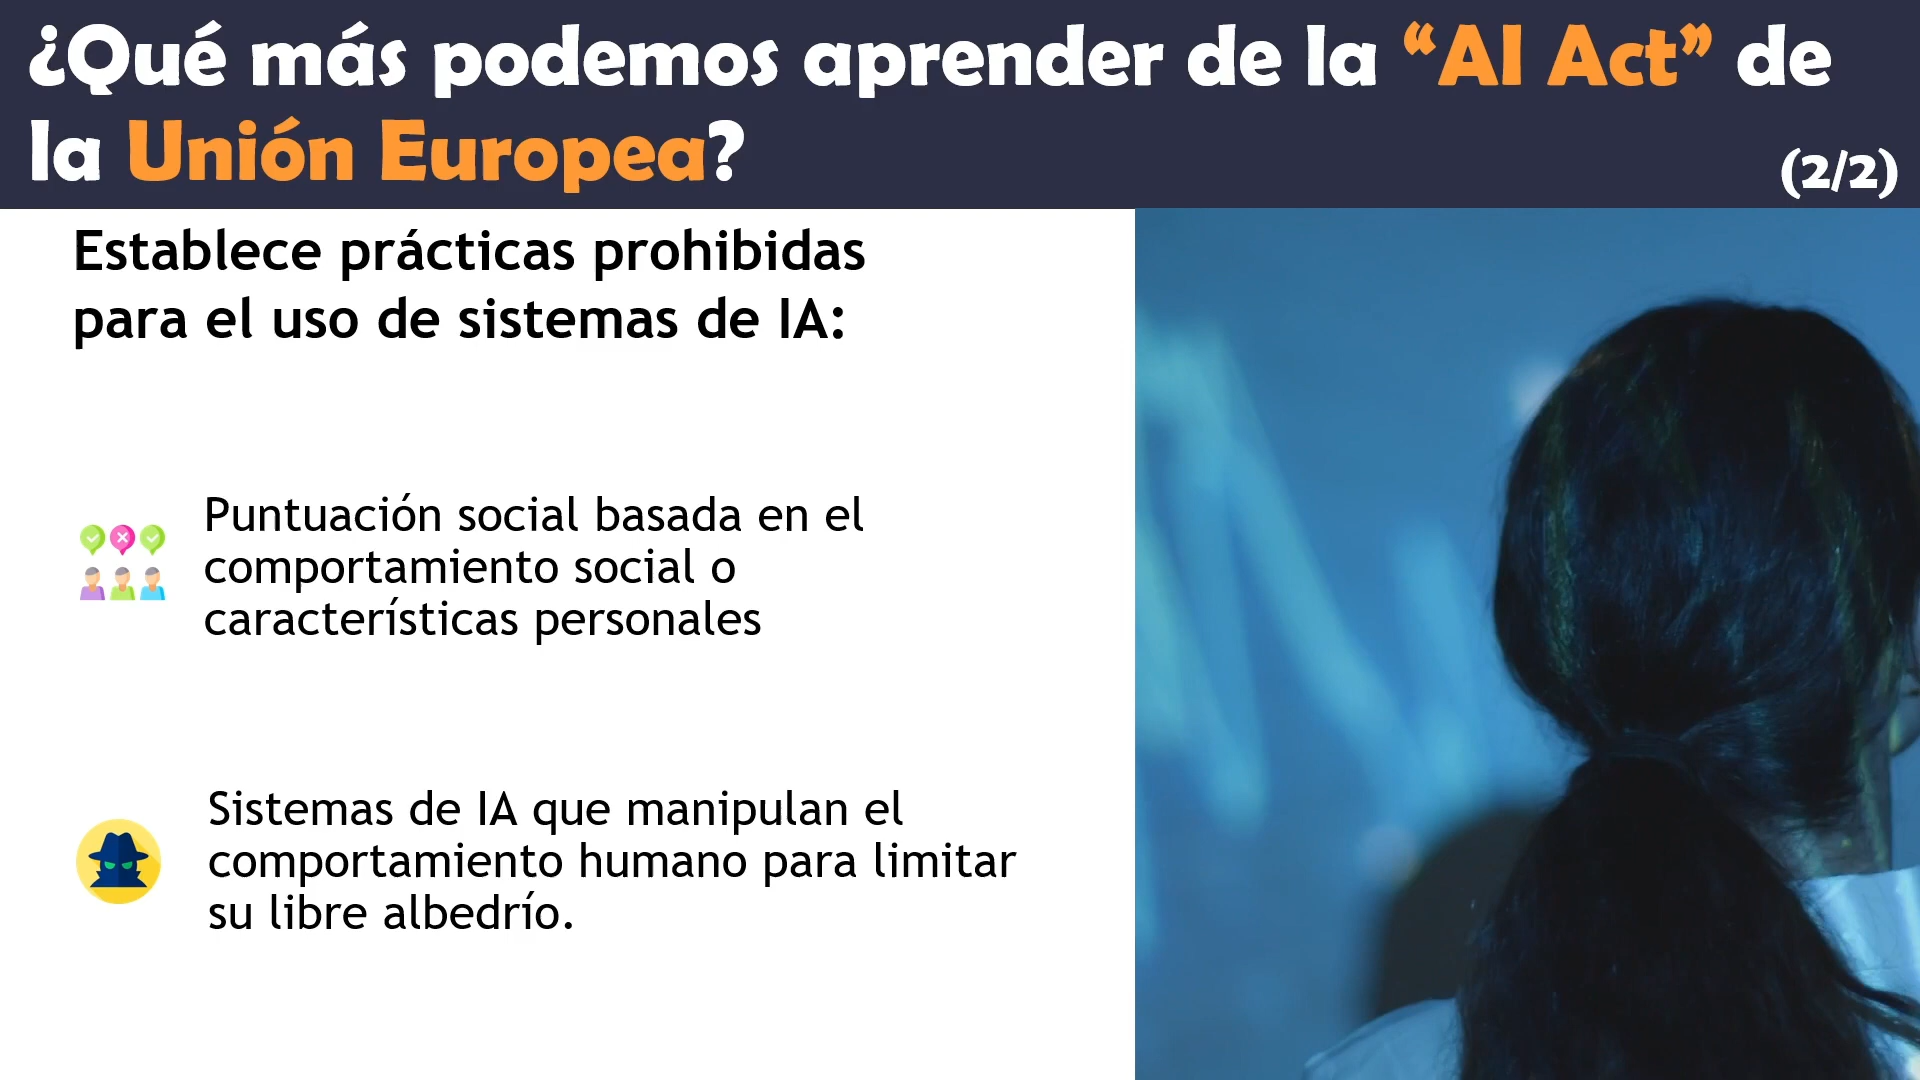 ¿Qué más podemos aprender de la “AI Act” de
la Unión Europea?
(2/2)
Establece prácticas prohibidas
para el uso de sistemas de IA:
Puntuación social basada en el
comportamiento social o
características personales
Sistemas de IA que manipulan el
comportamiento humano para limitar
su libre albedrío.